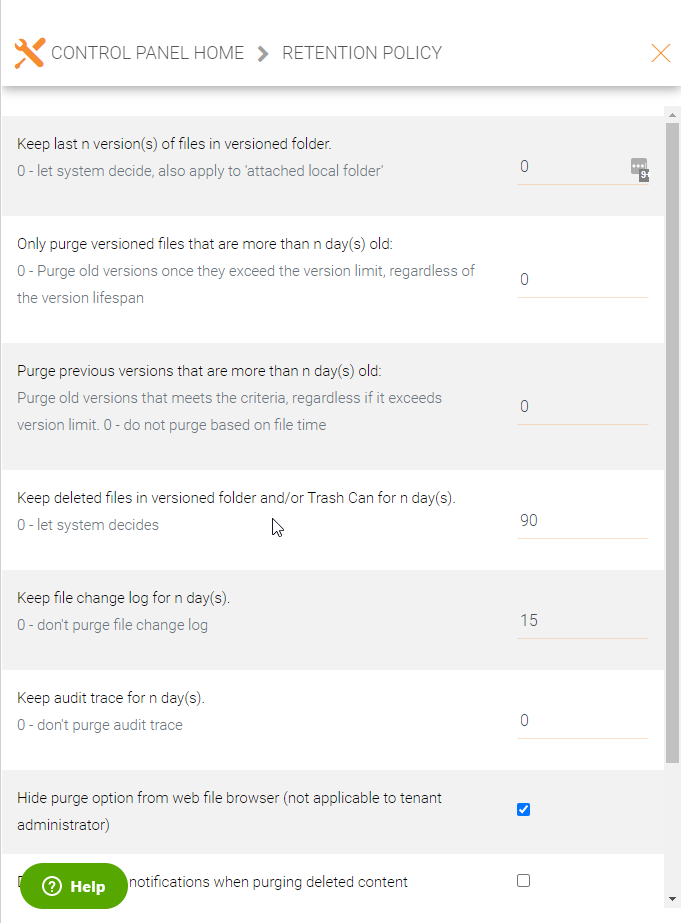 CONTROL PANEL HOME RETENTION POLICY
Keep last n version(s) of files in versioned folder.
0 - let system decide, also apply to 'attached local folder'
0
Only purge versioned files that are more than n day(s) old:
0 - Purge old versions once they exceed the version limit, regardless of
the version lifespan
0
Purge previous versions that are more than n day(s) old:
Purge old versions that meets the criteria, regardless if it exceeds
version limit. 0 - do not purge based on file time
0
Keep deleted files in versioned folder and/or Trash Can for n day(s).
0 - let system decides
90
Keep file change log for n day(s).
0 - don't purge file change log
15
Keep audit trace for n day(s).
0 - don't purge audit trace
0
Hide purge option from web file browser (not applicable to tenant
administrator)
notifications when purging deleted content
Help